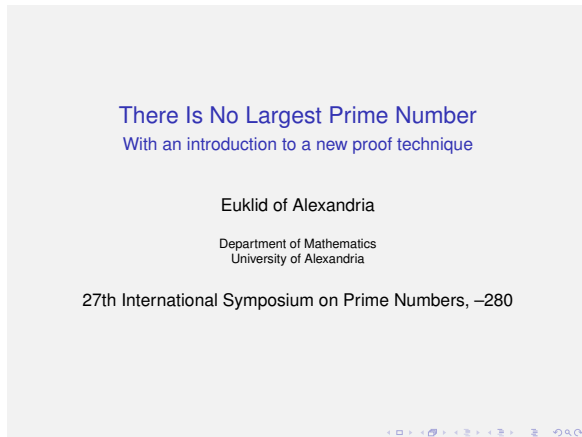 There Is No Largest Prime Number
With an introduction to a new proof technique
Euklid of Alexandria
Department of Mathematics
University of Alexandria
27th International Symposium on Prime Numbers, –280